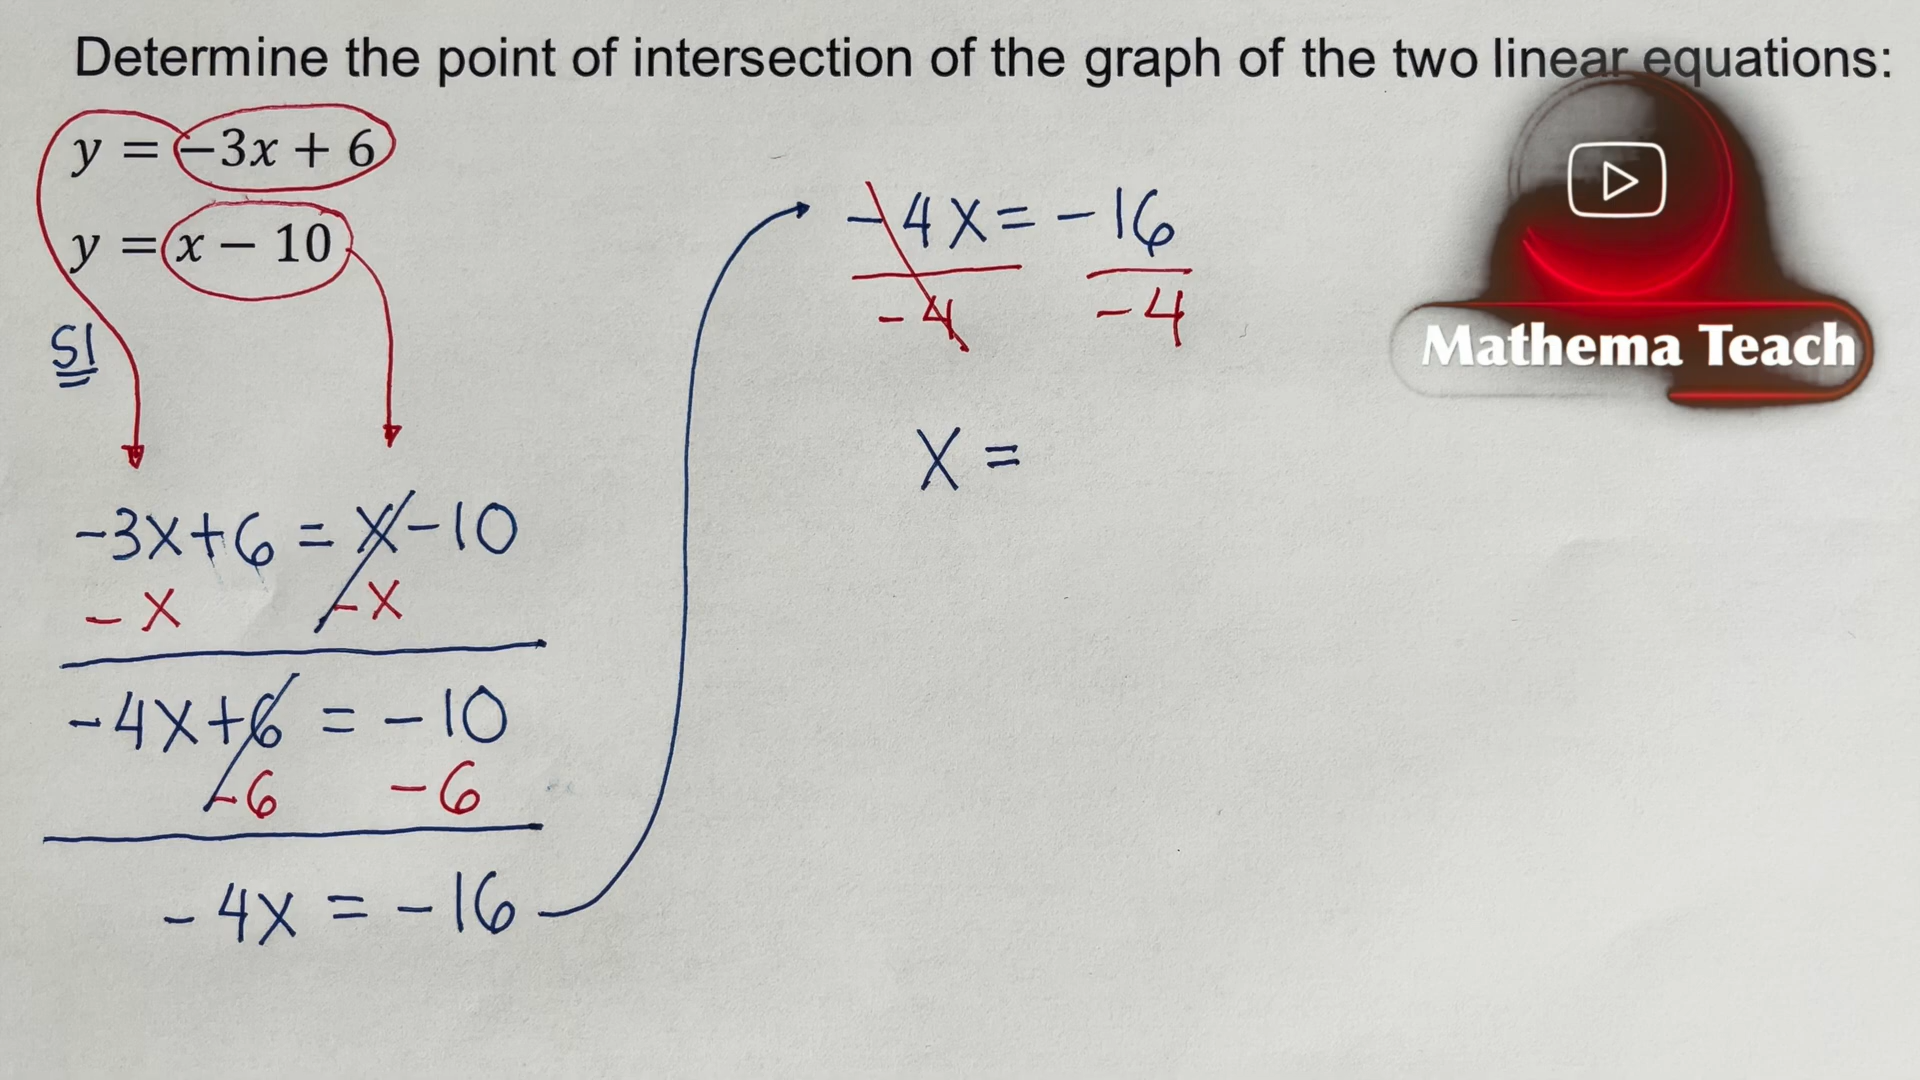 Determine the point of intersection of the graph of the two linear equations:
y = −3x + 6
y = x − 10
S1
-3x+6 = x-10
-x -x
-4x+6 = -10
-6 -6
-4x = -16
-4x = -16
-4 -4
x =
Mathema Teach